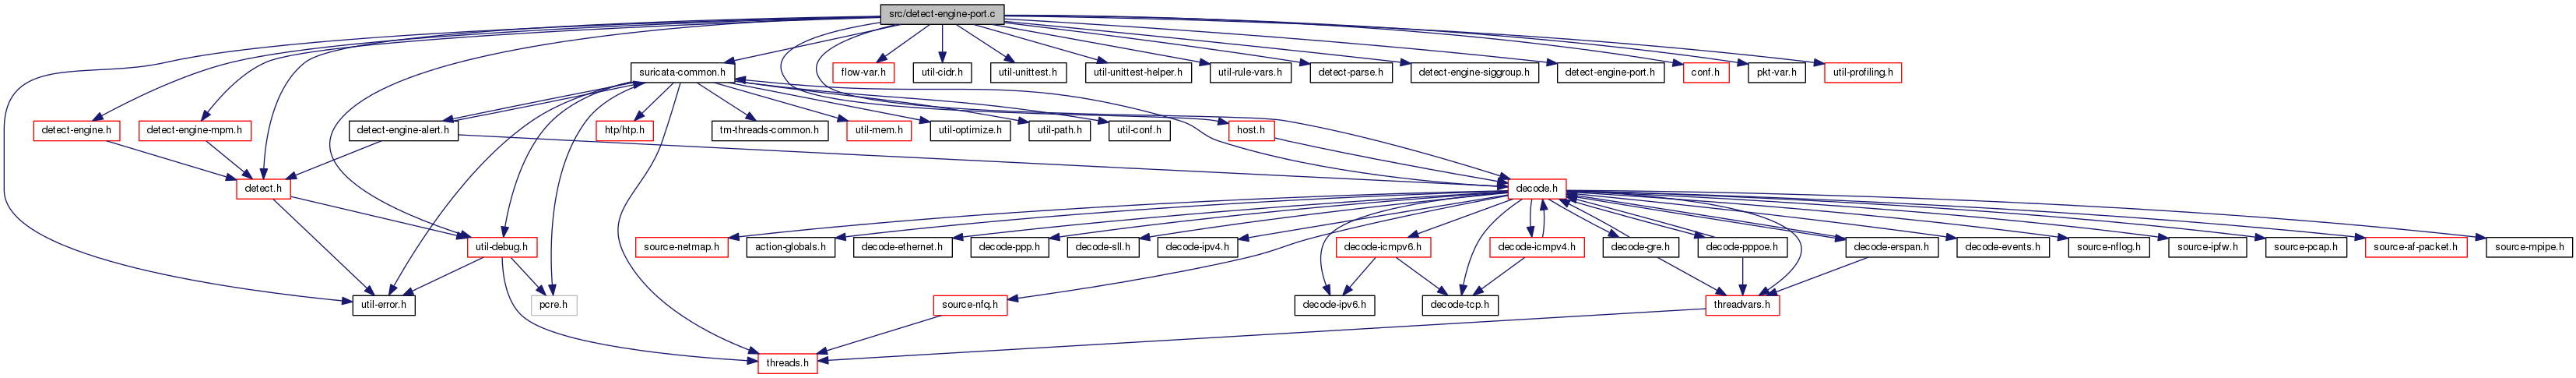 src/detect-engine-port.c
suricata-common.h
flow-var.h
util-cidr.h
util-unittest.h
util-unittest-helper.h
util-rule-vars.h
detect-parse.h
detect-engine-siggroup.h
detect-engine-port.h
conf.h
pkt-var.h
util-profiling.h
detect-engine.h
detect-engine-mpm.h
detect-engine-alert.h
htp/htp.h
tm-threads-common.h
util-mem.h
util-optimize.h
util-path.h
util-conf.h
host.h
detect.h
decode.h
util-debug.h
source-netmap.h
action-globals.h
decode-ethernet.h
decode-ppp.h
decode-sll.h
decode-ipv4.h
decode-icmpv6.h
decode-icmpv4.h
decode-gre.h
decode-pppoe.h
decode-erspan.h
decode-events.h
source-nflog.h
source-ipfw.h
source-pcap.h
source-af-packet.h
source-mpipe.h
util-error.h
pcre.h
source-nfq.h
decode-ipv6.h
decode-tcp.h
threadvars.h
threads.h